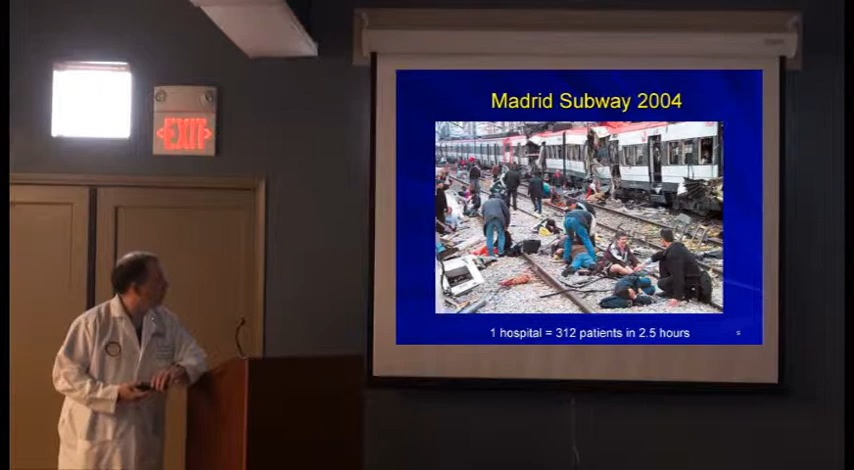 EXIT
Madrid Subway 2004
1 hospital = 312 patients in 2.5 hours